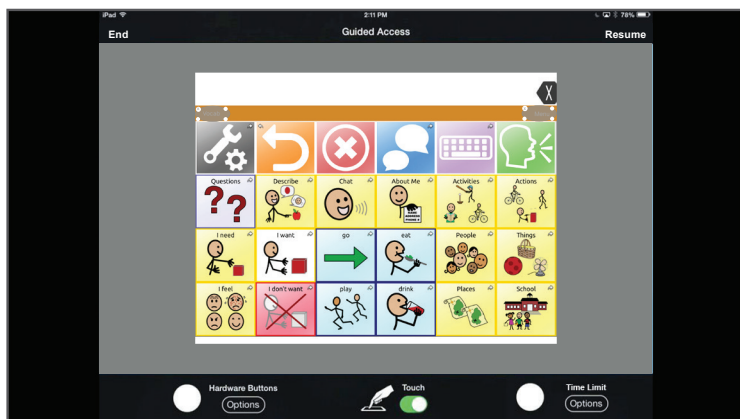 iPad 2:11 PM 78%
End Guided Access Resume
Questions Describe Chat About Me Activities Actions
??
I need I want go eat People Things
I feel I don't want play drink Places School
Hardware Buttons Touch Time Limit
Options Options